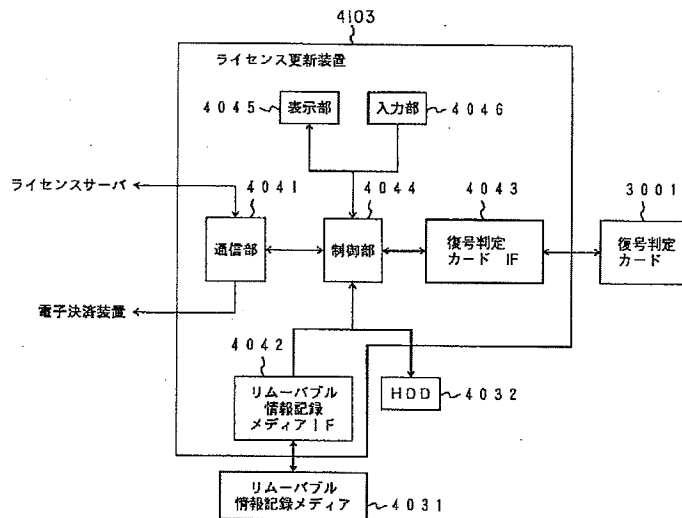 4103
ライセンス更新装置
4045
表示部
入力部
4046
ライセンスサーバ
4041
4044
4043
3001
通信部
制御部
復号判定
カード IF
復号判定
カード
電子決済装置
4042
リムーバブル
情報記録
メディアIF
HDD
4032
リムーバブル
情報記録メディア
4031